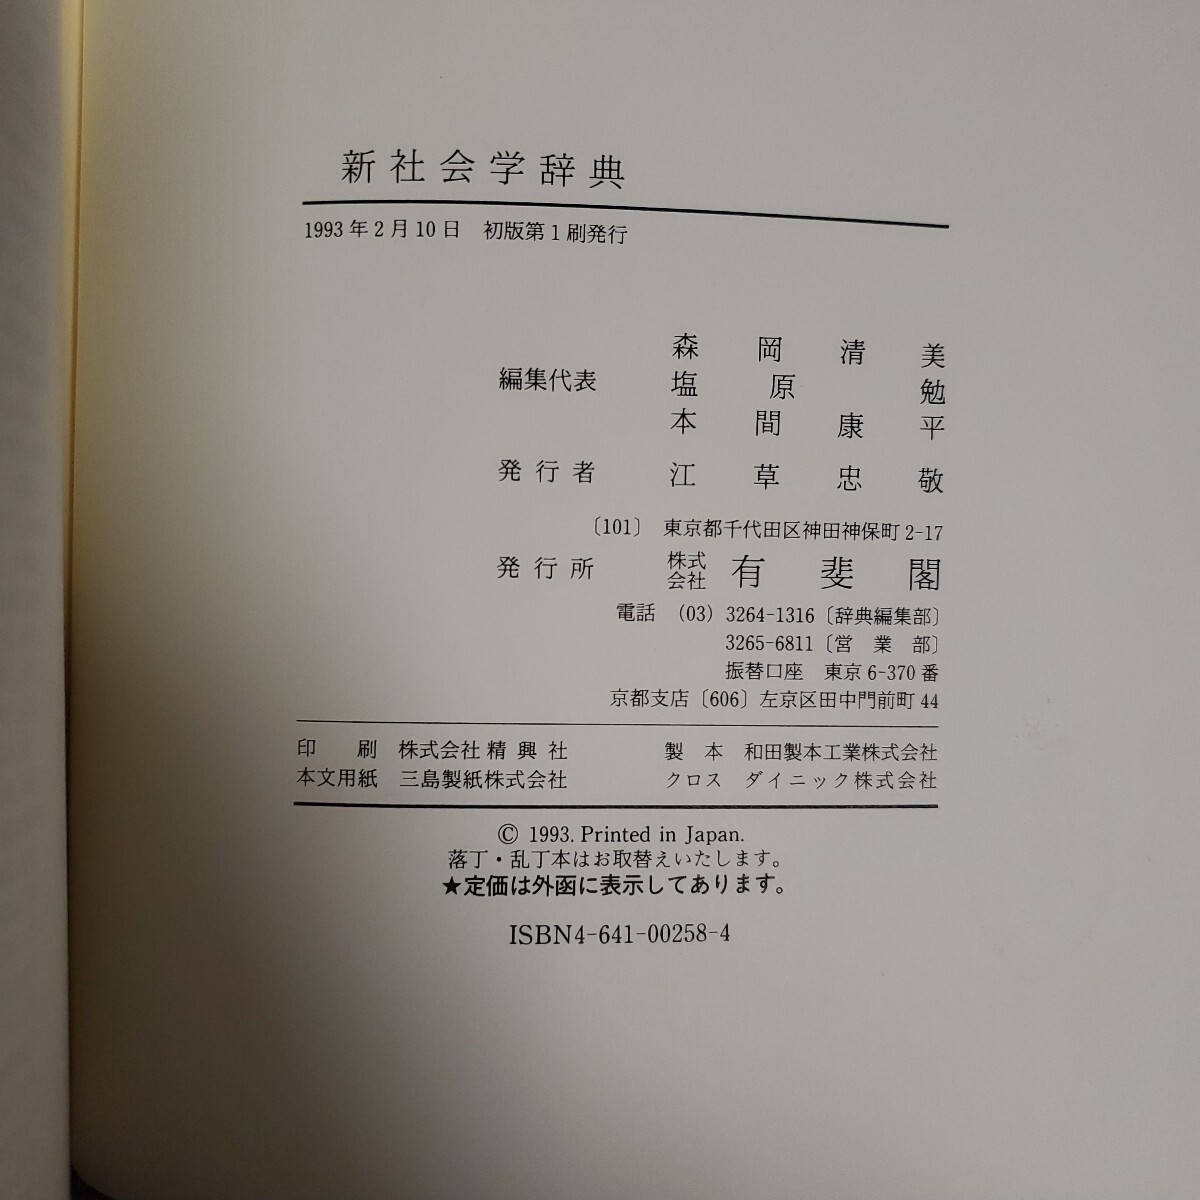 新社会学辞典
1993年2月10日 初版第1刷発行
編集代表
森岡清美
塩原勉
本間康平
発行者 江草忠敬
〔101〕 東京都千代田区神田神保町2-17
発行所 株式会社 有斐閣
電話 (03) 3264-1316〔辞典編集部〕
3265-6811〔営業部〕
振替口座 東京6-370番
京都支店〔606〕左京区田中門前町44
印刷 株式会社精興社 製本 和田製本工業株式会社
本文用紙 三島製紙株式会社 クロス ダイニック株式会社
© 1993. Printed in Japan.
落丁・乱丁本はお取替えいたします。
★定価は外函に表示してあります。
ISBN4-641-00258-4